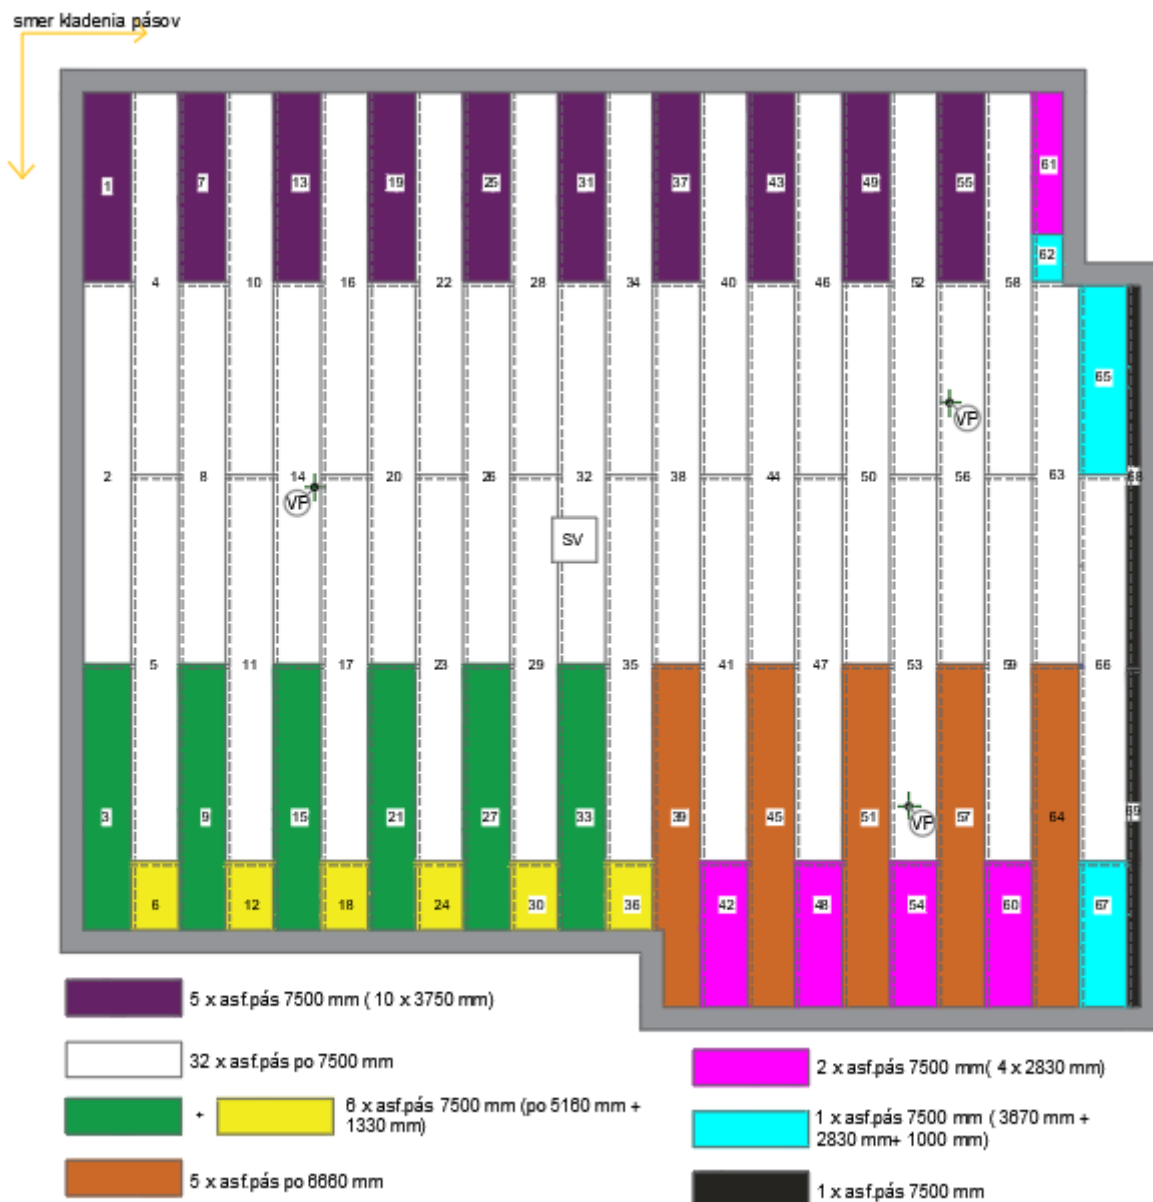 smer kladenia pásov
1 7 13 19 25 31 37 43 49 55 61
62
4 10 16 22 28 34 40 46 52 58
65
VP
2 8 14 20 26 32 38 44 50 56 63 68
VP
SV
5 11 17 23 29 35 41 47 53 59 66
3 9 15 21 27 33 39 45 51 57 64 69
VP
6 12 18 24 30 36 42 48 54 60 67
5 x asf.pás 7500 mm ( 10 x 3750 mm)
32 x asf.pás po 7500 mm
+ 6 x asf.pás 7500 mm (po 5160 mm +
1330 mm)
5 x asf.pás po 6660 mm
2 x asf.pás 7500 mm( 4 x 2830 mm)
1 x asf.pás 7500 mm ( 3670 mm +
2830 mm+ 1000 mm)
1 x asf.pás 7500 mm